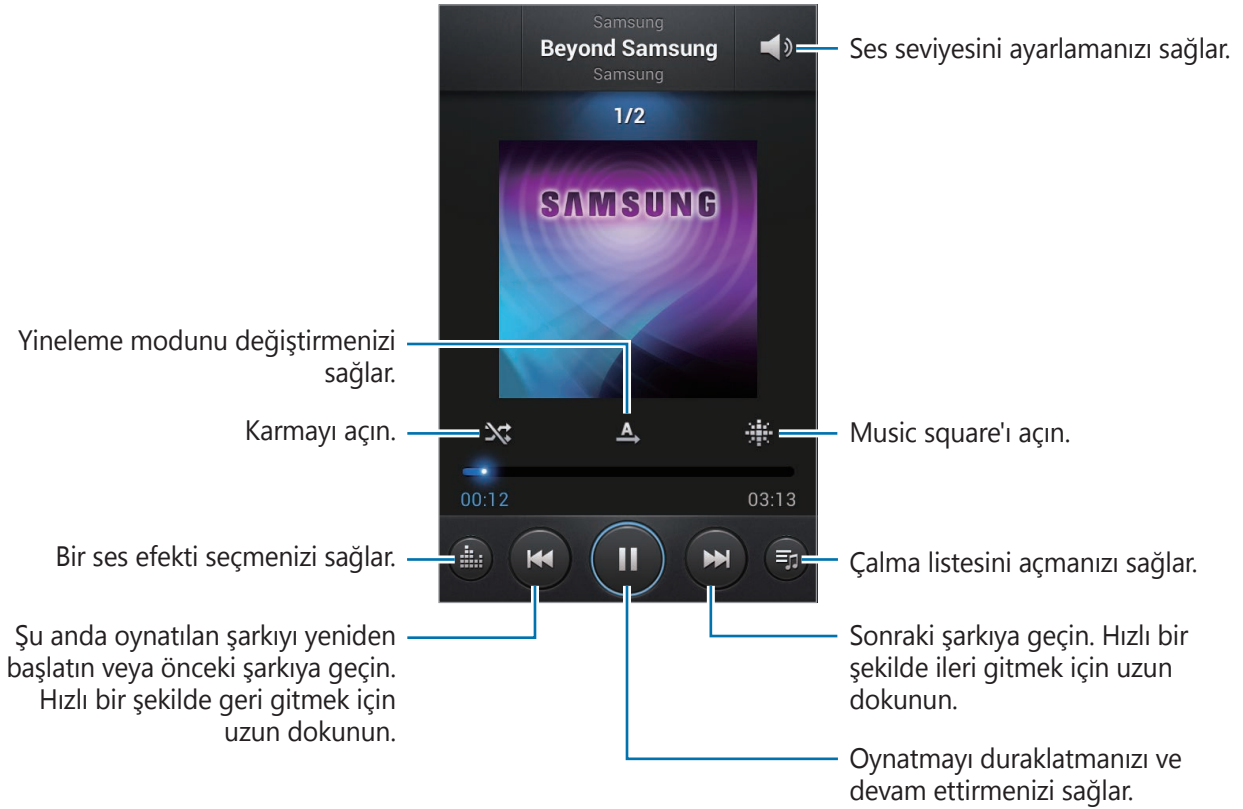 Samsung
Beyond Samsung
Samsung
Ses seviyesini ayarlamanızı sağlar.
1/2
SAMSUNG
Yineleme modunu değiştirmenizi
sağlar.
Karmayı açın.
A
Music square'ı açın.
00:12
03:13
Bir ses efekti seçmenizi sağlar.
Çalma listesini açmanızı sağlar.
Şu anda oynatılan şarkıyı yeniden
başlatın veya önceki şarkıya geçin.
Hızlı bir şekilde geri gitmek için
uzun dokunun.
Sonraki şarkıya geçin. Hızlı bir
şekilde ileri gitmek için uzun
dokunun.
Oynatmayı duraklatmanızı ve
devam ettirmenizi sağlar.